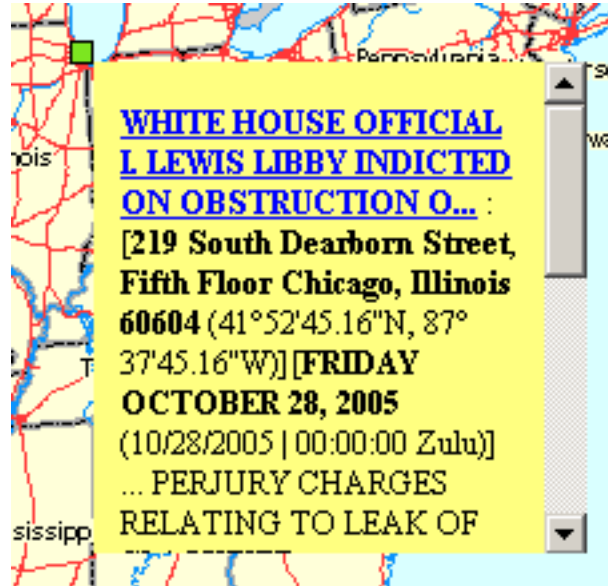 Pennsylvania
WHITE HOUSE OFFICIAL
I. LEWIS LIBBY INDICTED
ON OBSTRUCTION O... :
[219 South Dearborn Street,
Fifth Floor Chicago, Illinois
60604 (41°52'45.16"N, 87°
37'45.16"W)] [FRIDAY
OCTOBER 28, 2005
(10/28/2005 | 00:00:00 Zulu)]
... PERJURY CHARGES
RELATING TO LEAK OF
nois
sissipp